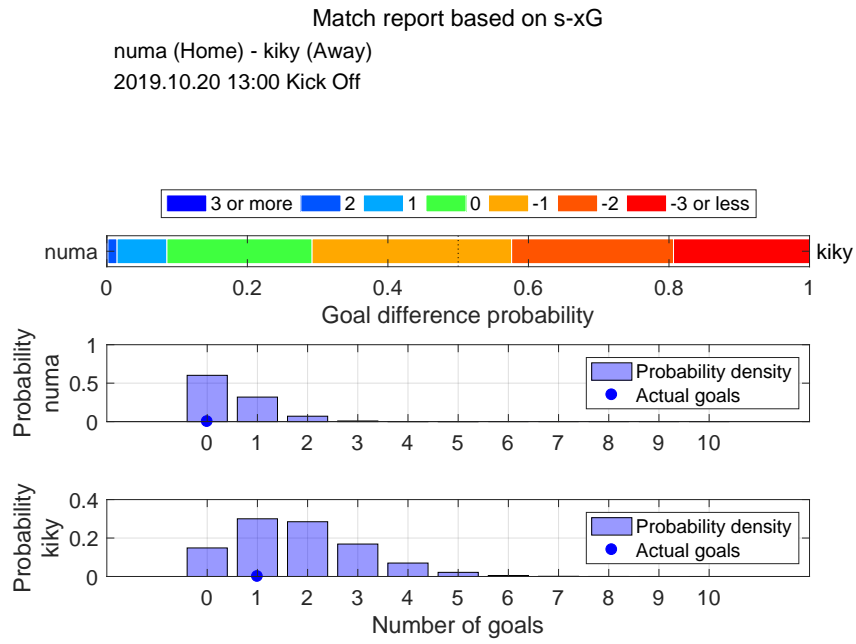 Match report based on s-xG
numa (Home) - kiky (Away)
2019.10.20 13:00 Kick Off
3 or more 2 1 0 -1 -2 -3 or less
numa kiky
0 0.2 0.4 0.6 0.8 1
Goal difference probability
Probability
numa
1
0.5
0
Probability density
Actual goals
0 1 2 3 4 5 6 7 8 9 10
Probability
kiky
0.4
0.2
0
Probability density
Actual goals
0 1 2 3 4 5 6 7 8 9 10
Number of goals